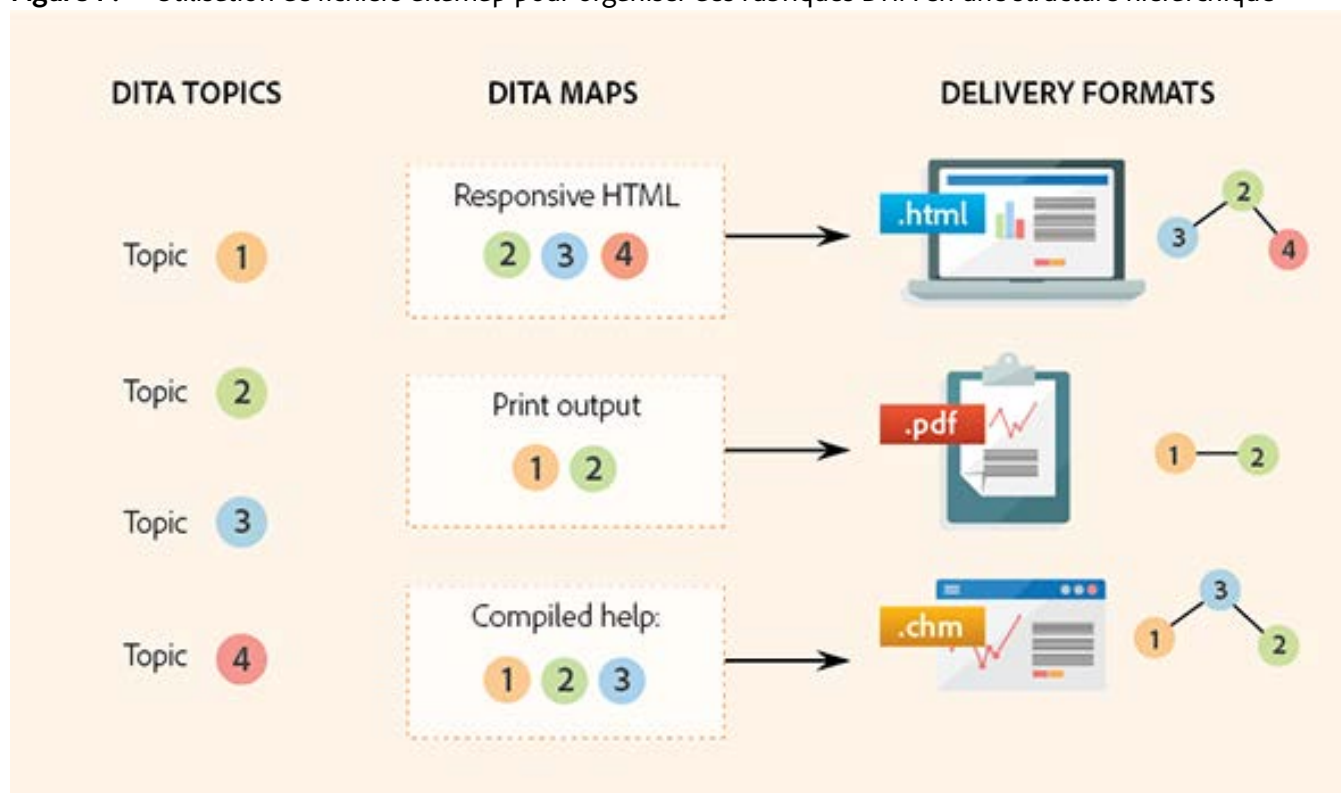 DITA TOPICS
DITA MAPS
DELIVERY FORMATS
Topic 1
Topic 2
Topic 3
Topic 4
Responsive HTML
2 3 4
Print output
1 2
Compiled help:
1 2 3
.html
2
3
4
.pdf
1
2
.chm
3
1
2